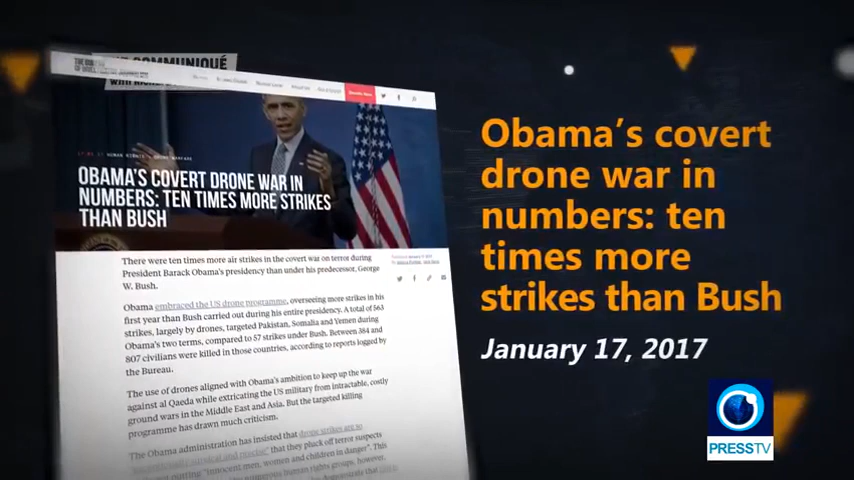 COMMUNIQUÉ
OBAMA'S COVERT DRONE WAR IN
NUMBERS: TEN TIMES MORE STRIKES
THAN BUSH
There were ten times more air strikes in the covert war on terror during
President Barack Obama's presidency than under his predecessor, George
W. Bush.
Obama embraced the US drone programme, overseeing more strikes in his
first year than Bush carried out during his entire presidency. A total of 563
strikes, largely by drones, targeted Pakistan, Somalia and Yemen during
Obama's two terms, compared to 57 strikes under Bush. Between 384 and
807 civilians were killed in those countries, according to reports logged by
the Bureau.
The use of drones aligned with Obama's ambition to keep up the war
against al Qaeda while extricating the US military from intractable, costly
ground wars in the Middle East and Asia. But the targeted killing
programme has drawn much criticism.
The Obama administration has insisted that drone strikes are so
that they pluck off terror suspects
"innocent men, women and children in danger". This
human rights groups, however,
Obama's covert
drone war in
numbers: ten
times more
strikes than Bush
January 17, 2017
PRESSTV